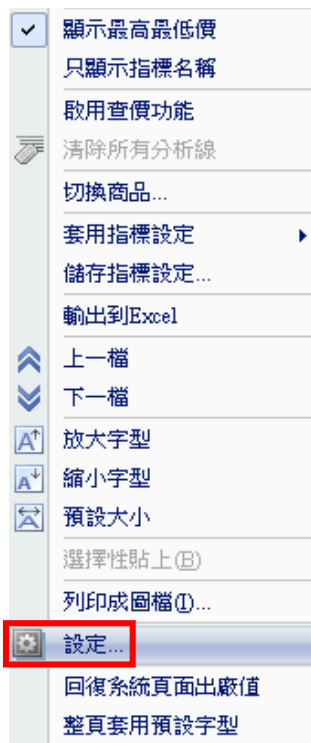 顯示最高最低價
只顯示指標名稱
啟用查價功能
清除所有分析線
切換商品...
套用指標設定
儲存指標設定...
輸出到Excel
上一檔
下一檔
放大字型
縮小字型
預設大小
選擇性貼上(B)
列印成圖檔(I)...
設定...
回復系統頁面出廠值
整頁套用預設字型